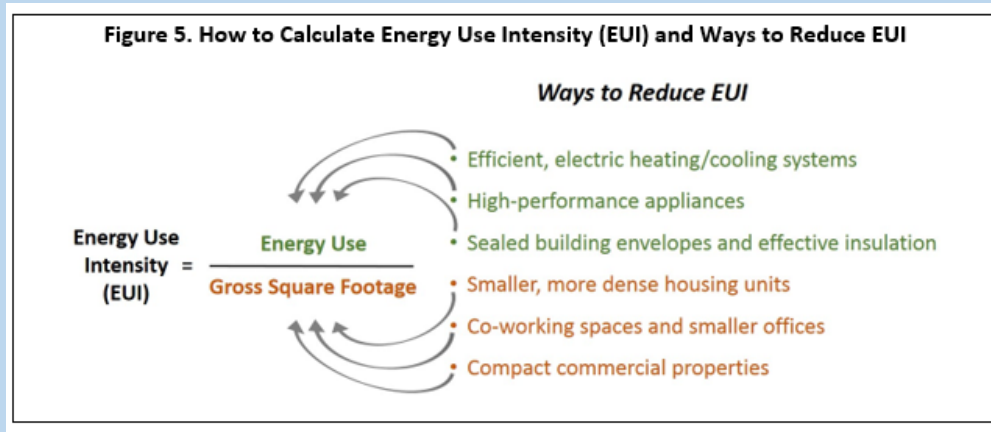 Figure 5. How to Calculate Energy Use Intensity (EUI) and Ways to Reduce EUI
Ways to Reduce EUI
• Efficient, electric heating/cooling systems
• High-performance appliances
• Sealed building envelopes and effective insulation
• Smaller, more dense housing units
• Co-working spaces and smaller offices
• Compact commercial properties
Energy Use
Intensity =
(EUI)
Energy Use
Gross Square Footage